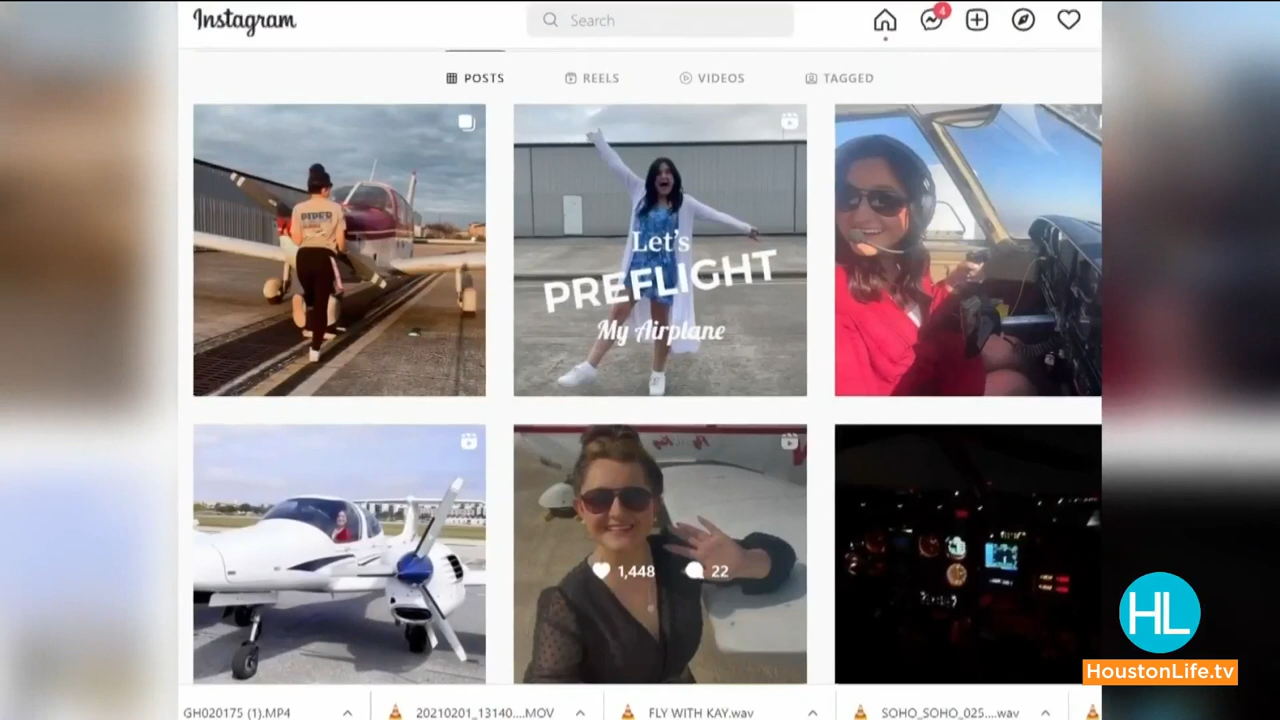 Instagram
Search
4
POSTS
REELS
VIDEOS
TAGGED
PIPER
Let's
PREFLIGHT
My Airplane
1,448
22
HL
HoustonLife.tv
GH020175 (1).MP4
20210201_13140....MOV
FLY WITH KAY.wav
SOHO_SOHO_025....wav